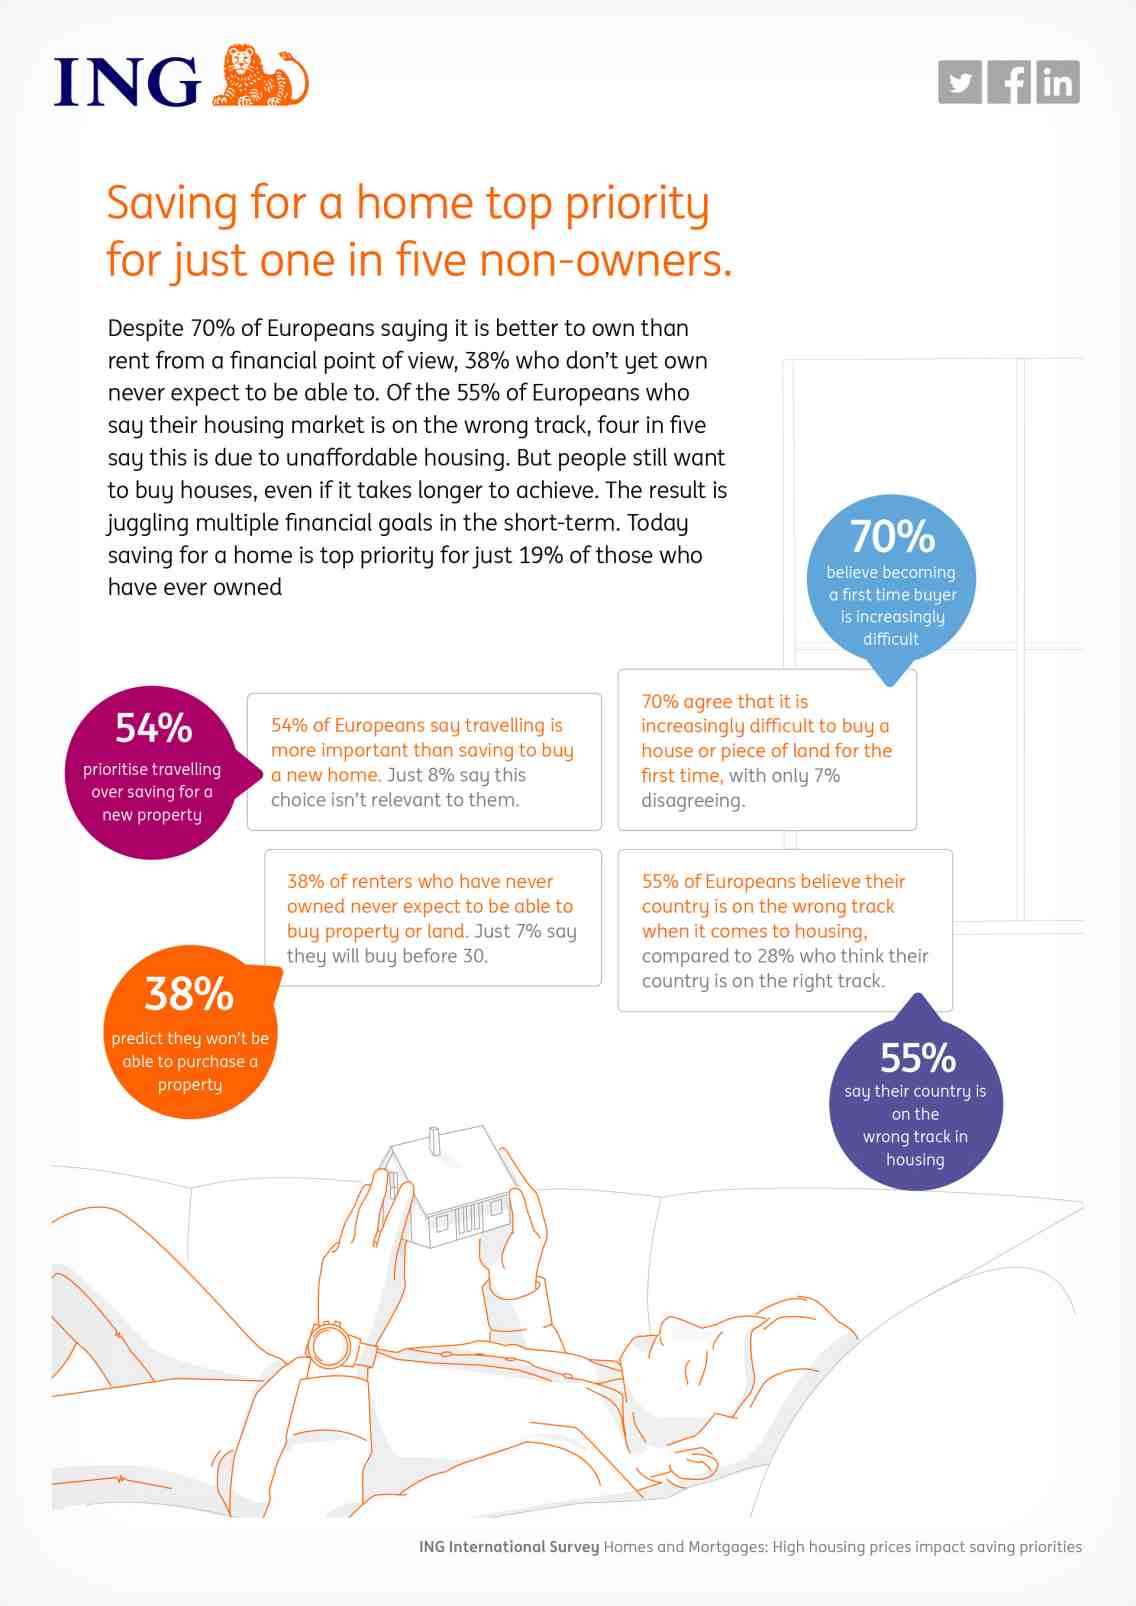 ING
Saving for a home top priority
for just one in five non-owners.
Despite 70% of Europeans saying it is better to own than
rent from a financial point of view, 38% who don’t yet own
never expect to be able to. Of the 55% of Europeans who
say their housing market is on the wrong track, four in five
say this is due to unaffordable housing. But people still want
to buy houses, even if it takes longer to achieve. The result is
juggling multiple financial goals in the short-term. Today
saving for a home is top priority for just 19% of those who
have ever owned
70%
believe becoming
a first time buyer
is increasingly
difficult
54%
prioritise travelling
over saving for a
new property
54% of Europeans say travelling is
more important than saving to buy
a new home. Just 8% say this
choice isn’t relevant to them.
70% agree that it is
increasingly difficult to buy a
house or piece of land for the
first time, with only 7%
disagreeing.
38% of renters who have never
owned never expect to be able to
buy property or land. Just 7% say
they will buy before 30.
55% of Europeans believe their
country is on the wrong track
when it comes to housing,
compared to 28% who think their
country is on the right track.
38%
predict they won’t be
able to purchase a
property
55%
say their country is
on the
wrong track in
housing
ING International Survey Homes and Mortgages: High housing prices impact saving priorities